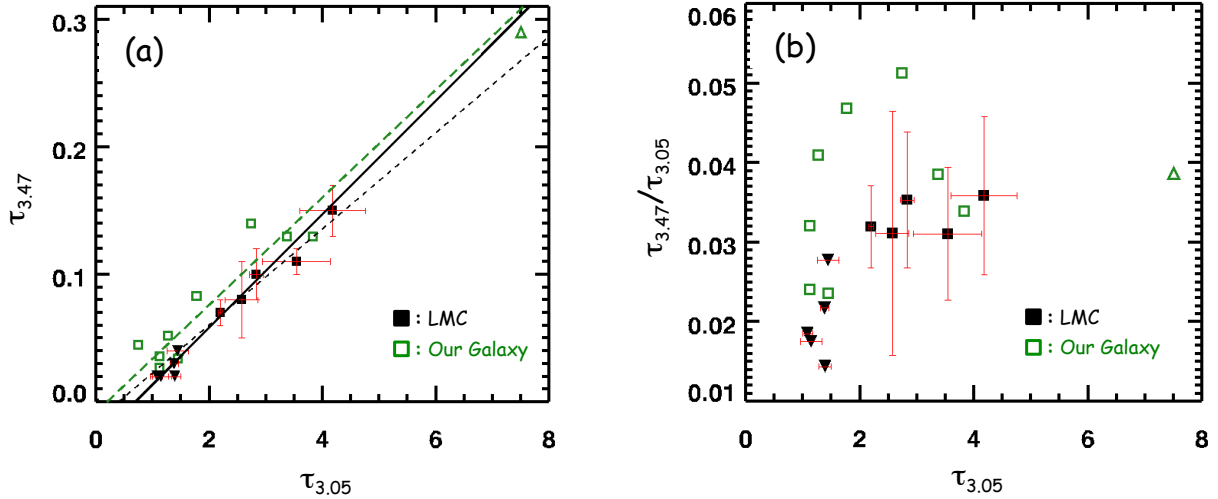 (a)
0.3
0.2
0.1
0.0
τ3.47
0 2 4 6 8
τ3.05
: LMC
: Our Galaxy
(b)
0.06
0.05
0.04
0.03
0.02
0.01
τ3.47/τ3.05
0 2 4 6 8
τ3.05
: LMC
: Our Galaxy